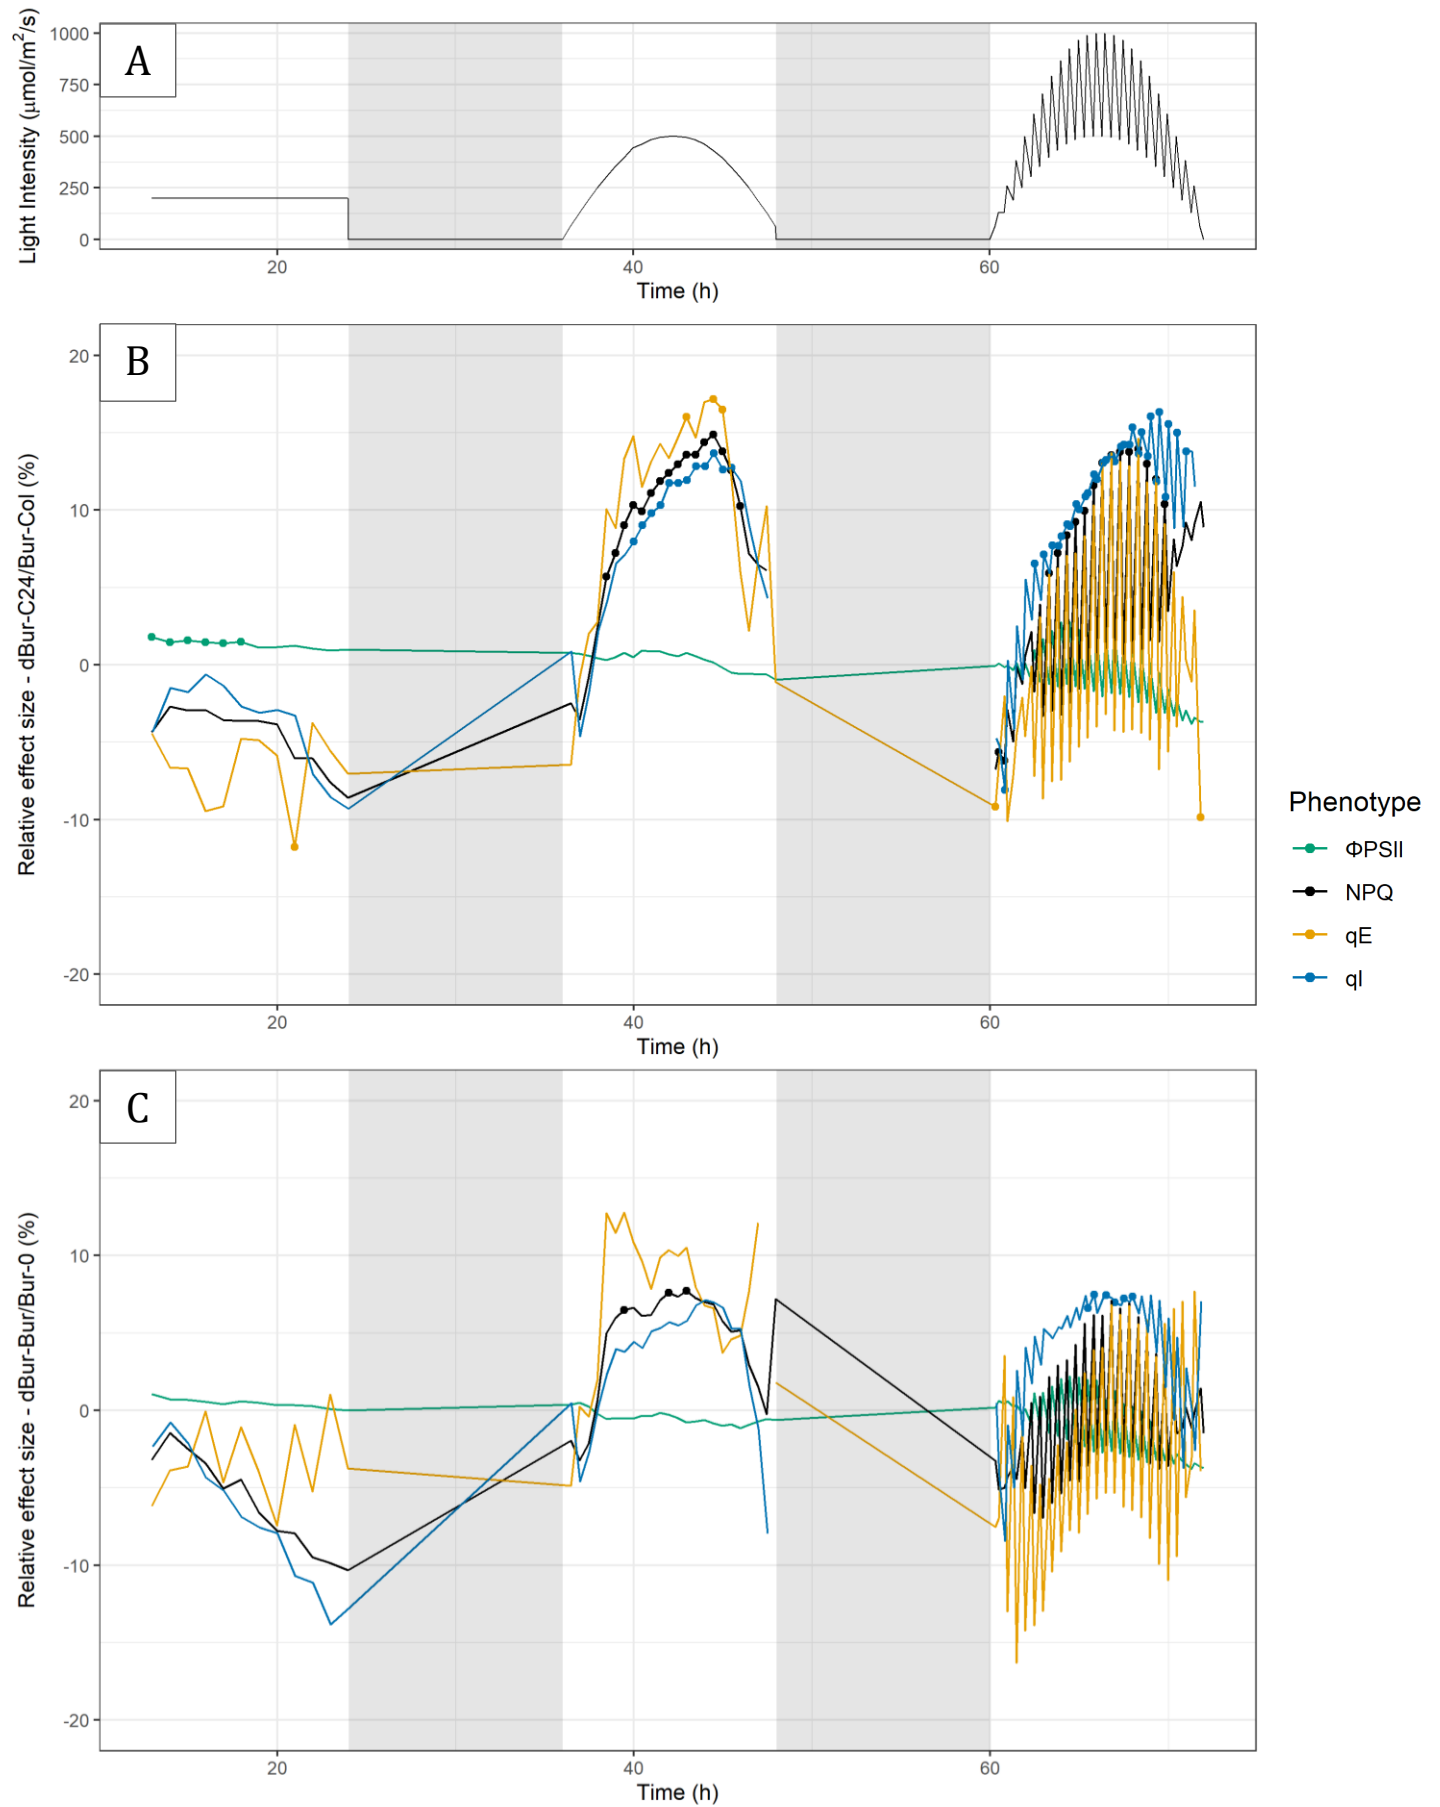 A
Light Intensity (μmol/m²/s)
1000
750
500
250
0
20 40 60
Time (h)
B
Relative effect size - dBur-C24/Bur-Col (%)
20
10
0
-10
-20
20 40 60
Time (h)
Phenotype
ΦPSII
NPQ
qE
qI
C
Relative effect size - dBur-Bur/Bur-0 (%)
20
10
0
-10
-20
20 40 60
Time (h)